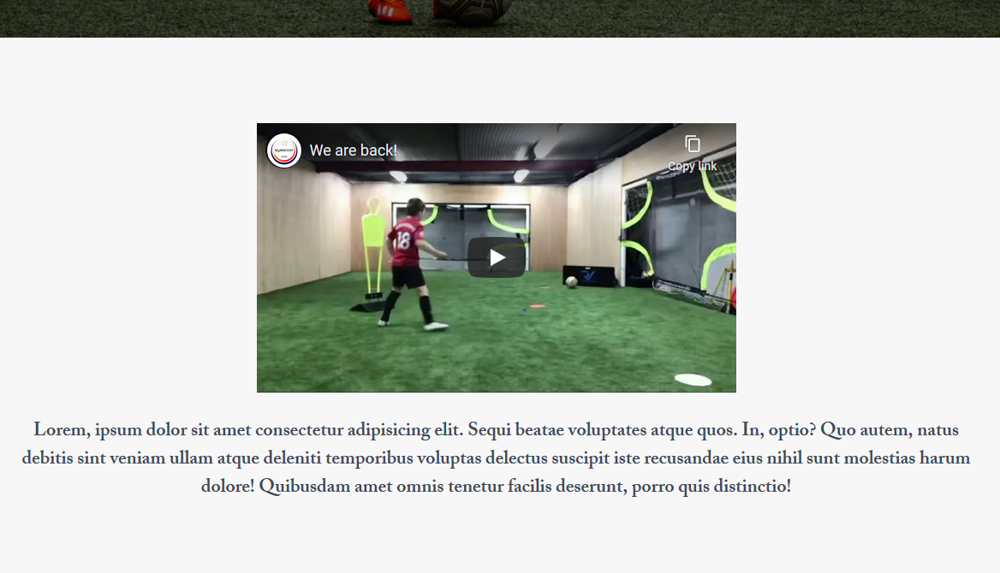 We are back!
Copy link
18
Lorem, ipsum dolor sit amet consectetur adipisicing elit. Sequi beatae voluptates atque quos. In, optio? Quo autem, natus
debitis sint veniam ullam atque deleniti temporibus voluptas delectus suscipit iste recusandae eius nihil sunt molestias harum
dolore! Quibusdam amet omnis tenetur facilis deserunt, porro quis distinctio!